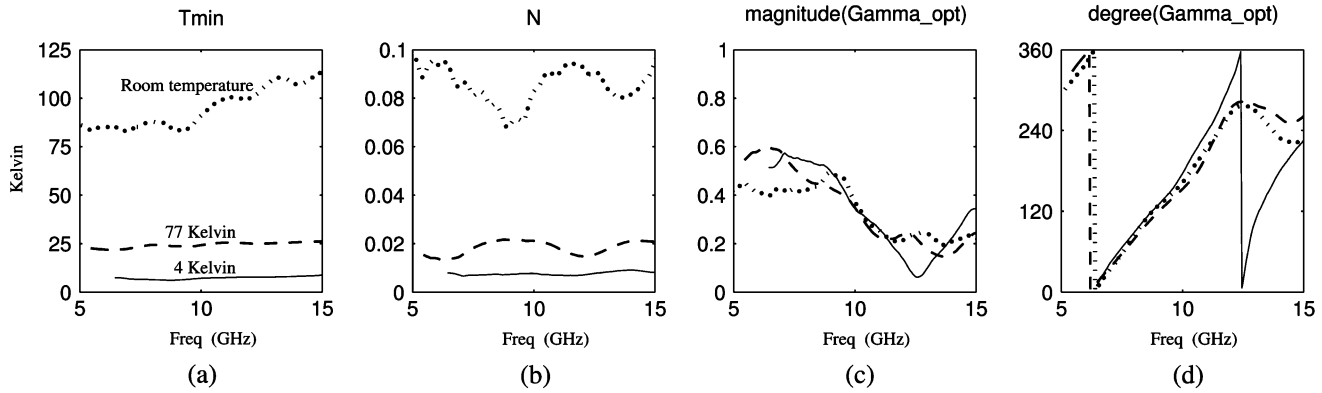 Tmin
N
magnitude(Gamma_opt)
degree(Gamma_opt)
125
100
75
50
25
0
Kelvin
Room temperature
77 Kelvin
4 Kelvin
5
10
15
Freq (GHz)
(a)
0.1
0.08
0.06
0.04
0.02
0
5
10
15
Freq (GHz)
(b)
1
0.8
0.6
0.4
0.2
0
5
10
15
Freq (GHz)
(c)
360
240
120
0
5
10
15
Freq (GHz)
(d)